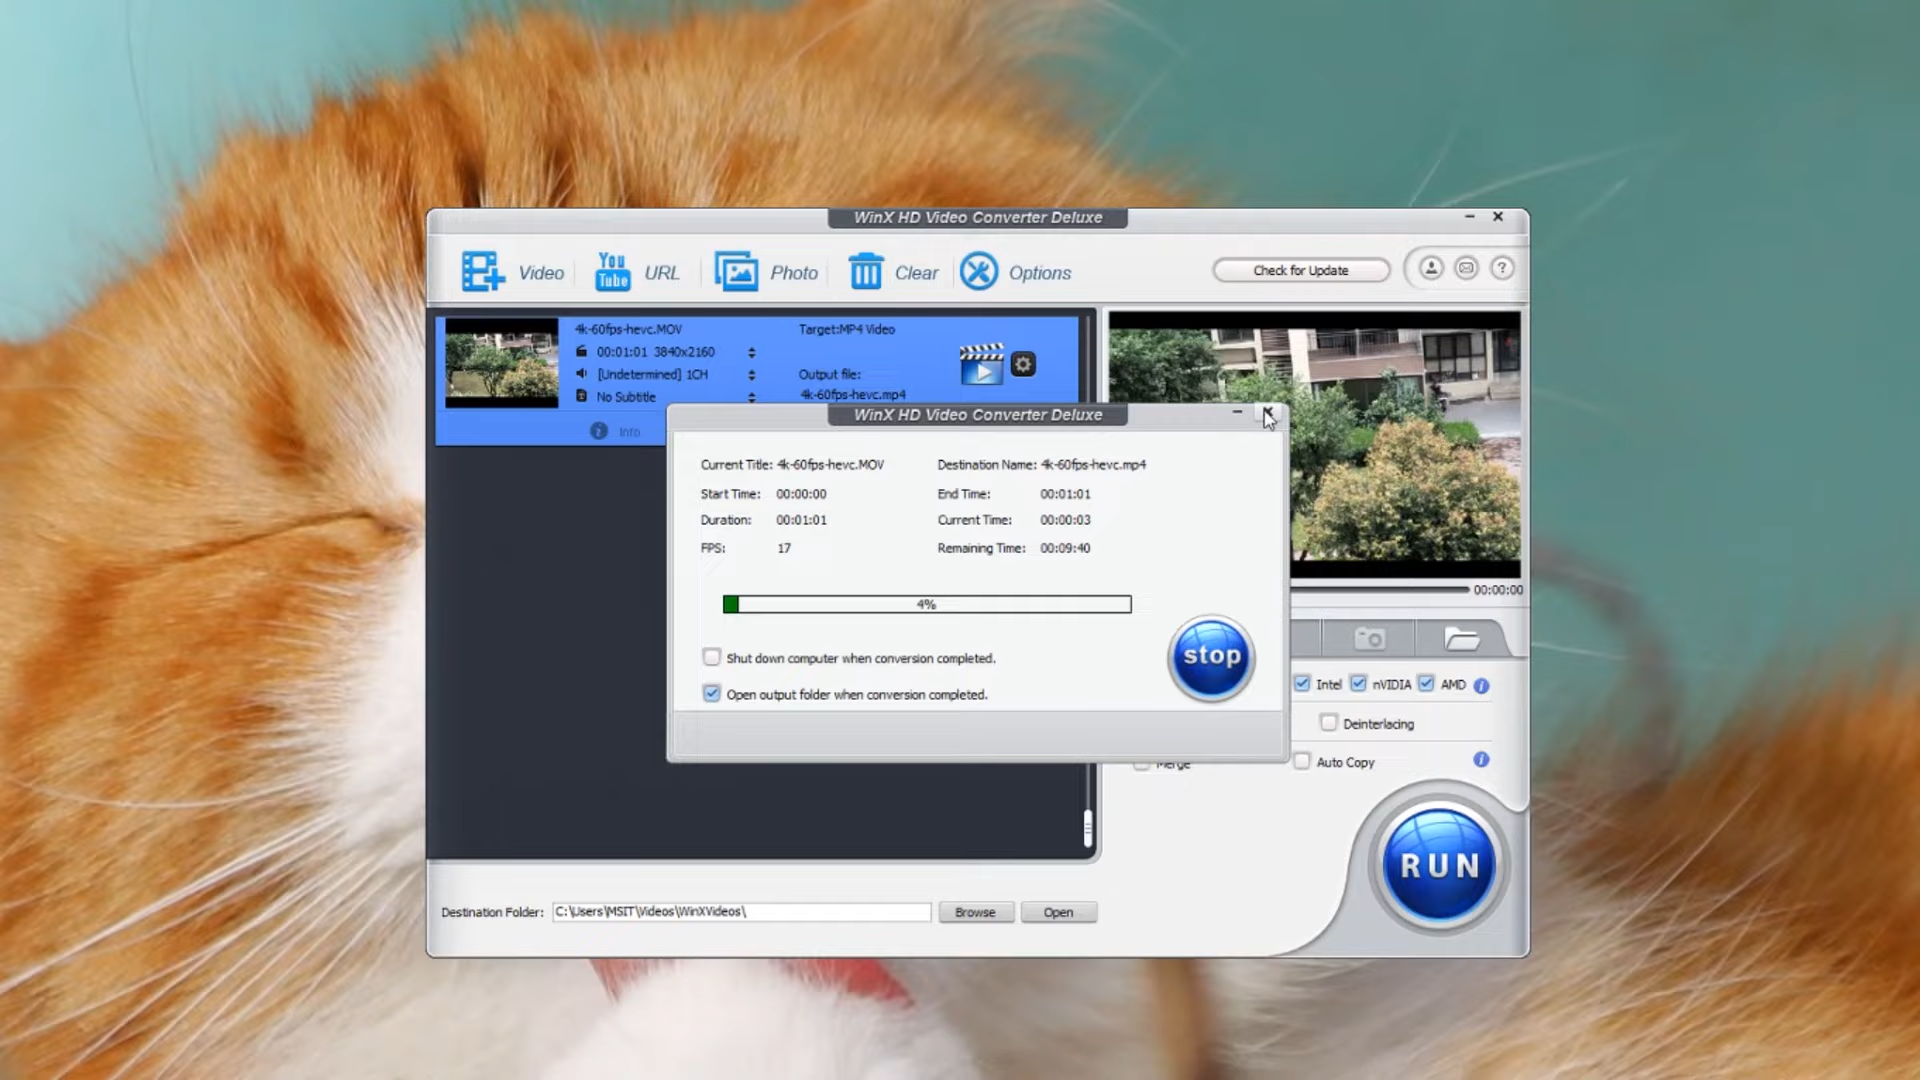 WinX HD Video Converter Deluxe
Video
You Tube URL
Photo
Clear
Options
Check for Update
?
4k-60fps-hevc.MOV
Target:MP4 Video
00:01:01 3840x2160
[Undetermined] 1CH
Output file:
No Subtitle
4k-60fps-hevc.mp4
Info
WinX HD Video Converter Deluxe
Current Title: 4k-60fps-hevc.MOV
Destination Name: 4k-60fps-hevc.mp4
Start Time: 00:00:00
End Time: 00:01:01
Duration: 00:01:01
Current Time: 00:00:03
FPS: 17
Remaining Time: 00:09:40
4%
stop
Shut down computer when conversion completed.
Open output folder when conversion completed.
00:00:00
Intel nVIDIA AMD
Deinterlacing
Merge
Auto Copy
RUN
Destination Folder: C:\Users\MSIT\Videos\WinXVideos\
Browse
Open